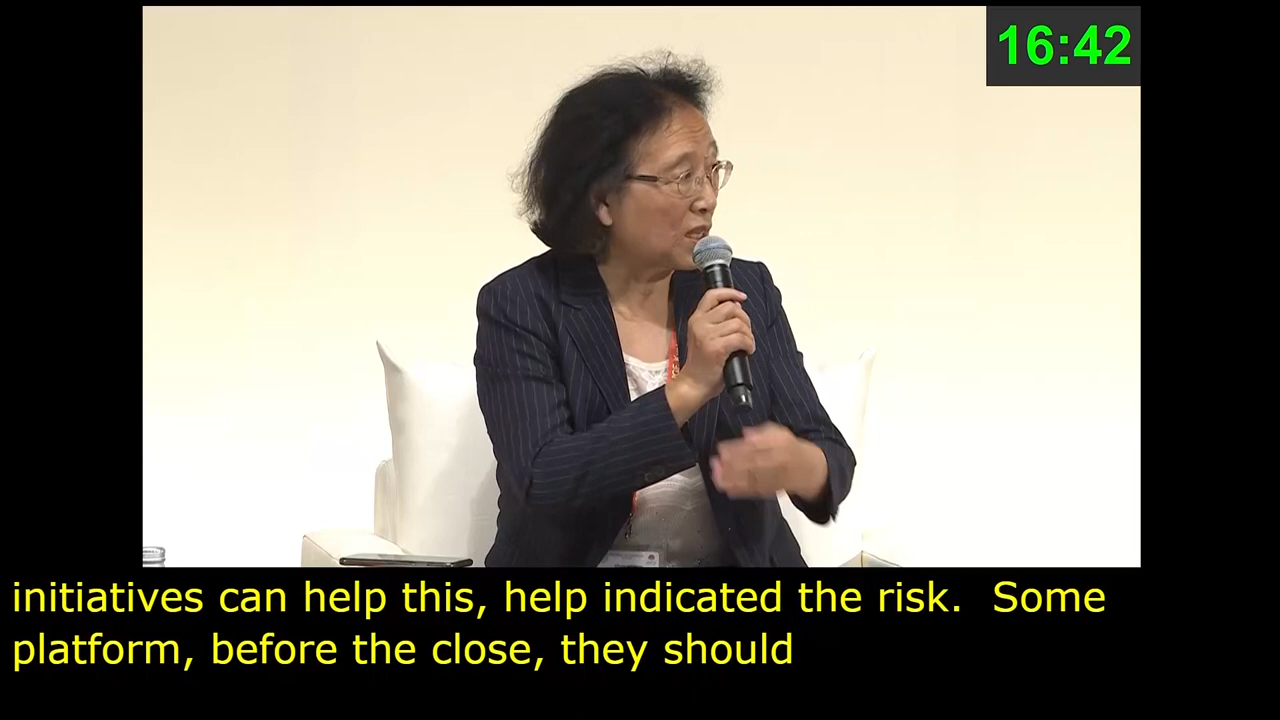 16:42
initiatives can help this, help indicated the risk.  Some
platform, before the close, they should